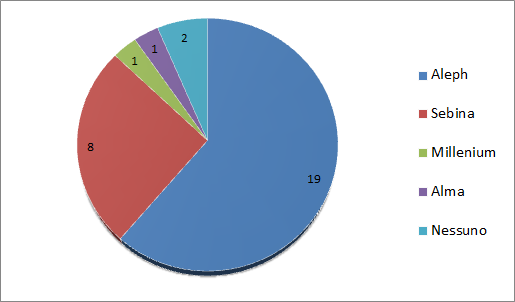 2
1
1
8
19
Aleph
Sebina
Millenium
Alma
Nessuno